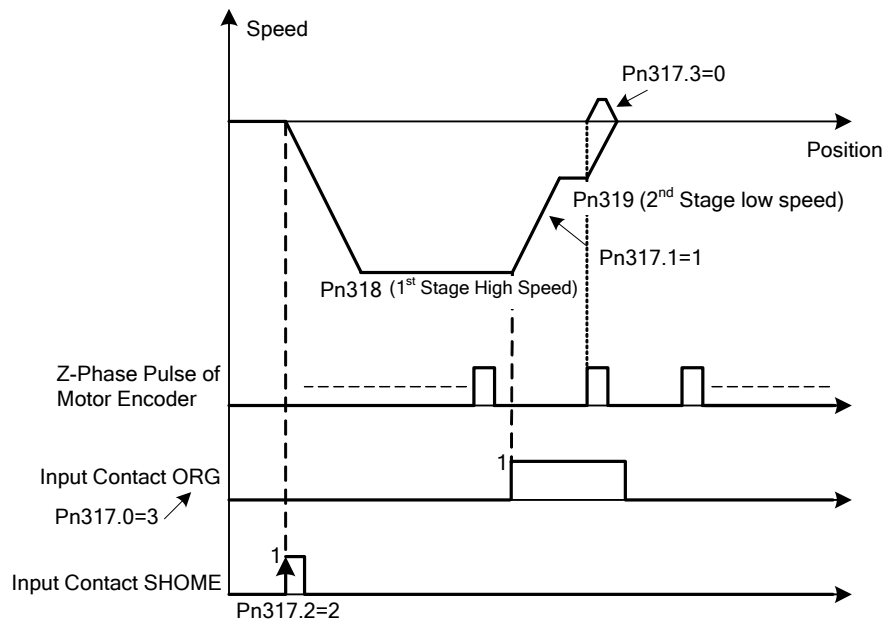 Speed
Pn317.3=0
Position
Pn319 (2nd Stage low speed)
Pn317.1=1
Pn318 (1st Stage High Speed)
Z-Phase Pulse of
Motor Encoder
1
Input Contact ORG
Pn317.0=3
1
Input Contact SHOME
Pn317.2=2